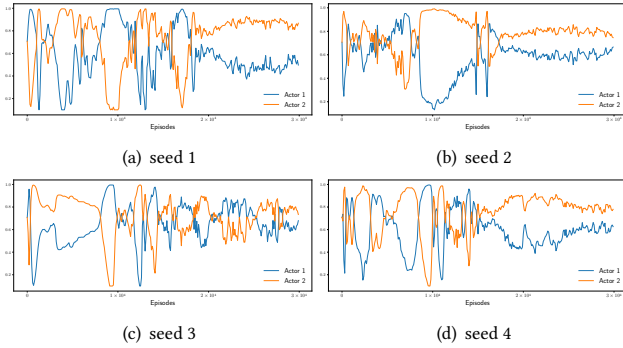 1.0
0.8
0.6
0.4
0.2
0
1 × 10⁴
2 × 10⁴
3 × 10⁴
Episodes
Actor 1
Actor 2
(a) seed 1
1.0
0.8
0.6
0.4
0.2
0
1 × 10⁴
2 × 10⁴
3 × 10⁴
Episodes
Actor 1
Actor 2
(b) seed 2
1.0
0.8
0.6
0.4
0.2
0
1 × 10⁴
2 × 10⁴
3 × 10⁴
Episodes
Actor 1
Actor 2
(c) seed 3
1.0
0.8
0.6
0.4
0.2
0
1 × 10⁴
2 × 10⁴
3 × 10⁴
Episodes
Actor 1
Actor 2
(d) seed 4